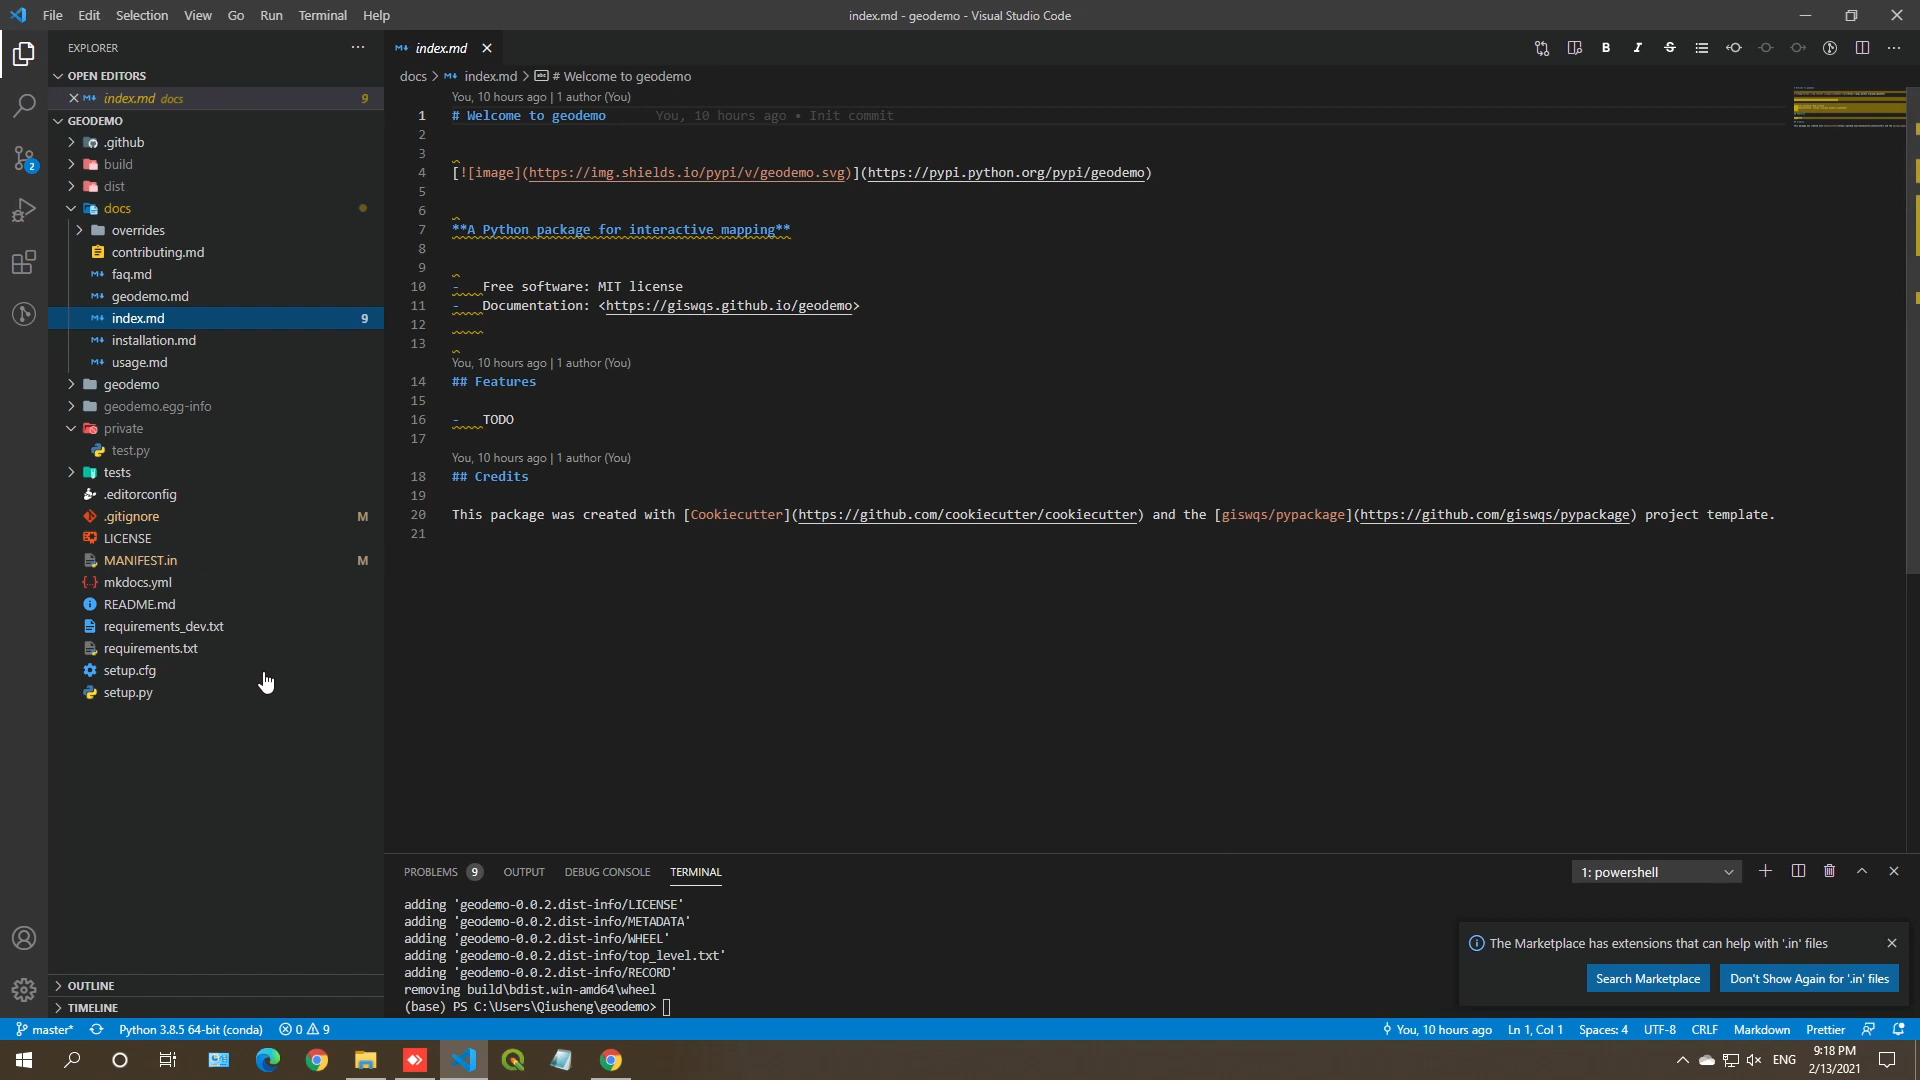 File Edit Selection View Go Run Terminal Help
index.md - geodemo - Visual Studio Code
EXPLORER
OPEN EDITORS
index.md docs 9
GEODEMO
.github
build
dist
docs
overrides
contributing.md
faq.md
geodemo.md
index.md 9
installation.md
usage.md
geodemo
geodemo.egg-info
private
test.py
tests
.editorconfig
.gitignore M
LICENSE
MANIFEST.in M
mkdocs.yml
README.md
requirements_dev.txt
requirements.txt
setup.cfg
setup.py
OUTLINE
TIMELINE
2
index.md
docs > index.md > # Welcome to geodemo
You, 10 hours ago | 1 author (You)
1 # Welcome to geodemo You, 10 hours ago • Init commit
2
3
4 [![image](https://img.shields.io/pypi/v/geodemo.svg)](https://pypi.python.org/pypi/geodemo)
5
6
7 **A Python package for interactive mapping**
8
9
10 - Free software: MIT license
11 - Documentation: <https://giswqs.github.io/geodemo>
12
13
You, 10 hours ago | 1 author (You)
14 ## Features
15
16 - TODO
17
You, 10 hours ago | 1 author (You)
18 ## Credits
19
20 This package was created with [Cookiecutter](https://github.com/cookiecutter/cookiecutter) and the [giswqs/pypackage](https://github.com/giswqs/pypackage) project template.
21
PROBLEMS 9 OUTPUT DEBUG CONSOLE TERMINAL
1: powershell
adding 'geodemo-0.0.2.dist-info/LICENSE'
adding 'geodemo-0.0.2.dist-info/METADATA'
adding 'geodemo-0.0.2.dist-info/WHEEL'
adding 'geodemo-0.0.2.dist-info/top_level.txt'
adding 'geodemo-0.0.2.dist-info/RECORD'
removing build\bdist.win-amd64\wheel
(base) PS C:\Users\Qiusheng\geodemo>
The Marketplace has extensions that can help with '.in' files
Search Marketplace
Don't Show Again for '.in' files
master* Python 3.8.5 64-bit (conda) 0 9
You, 10 hours ago Ln 1, Col 1 Spaces: 4 UTF-8 CRLF Markdown Prettier
ENG
9:18 PM
2/13/2021